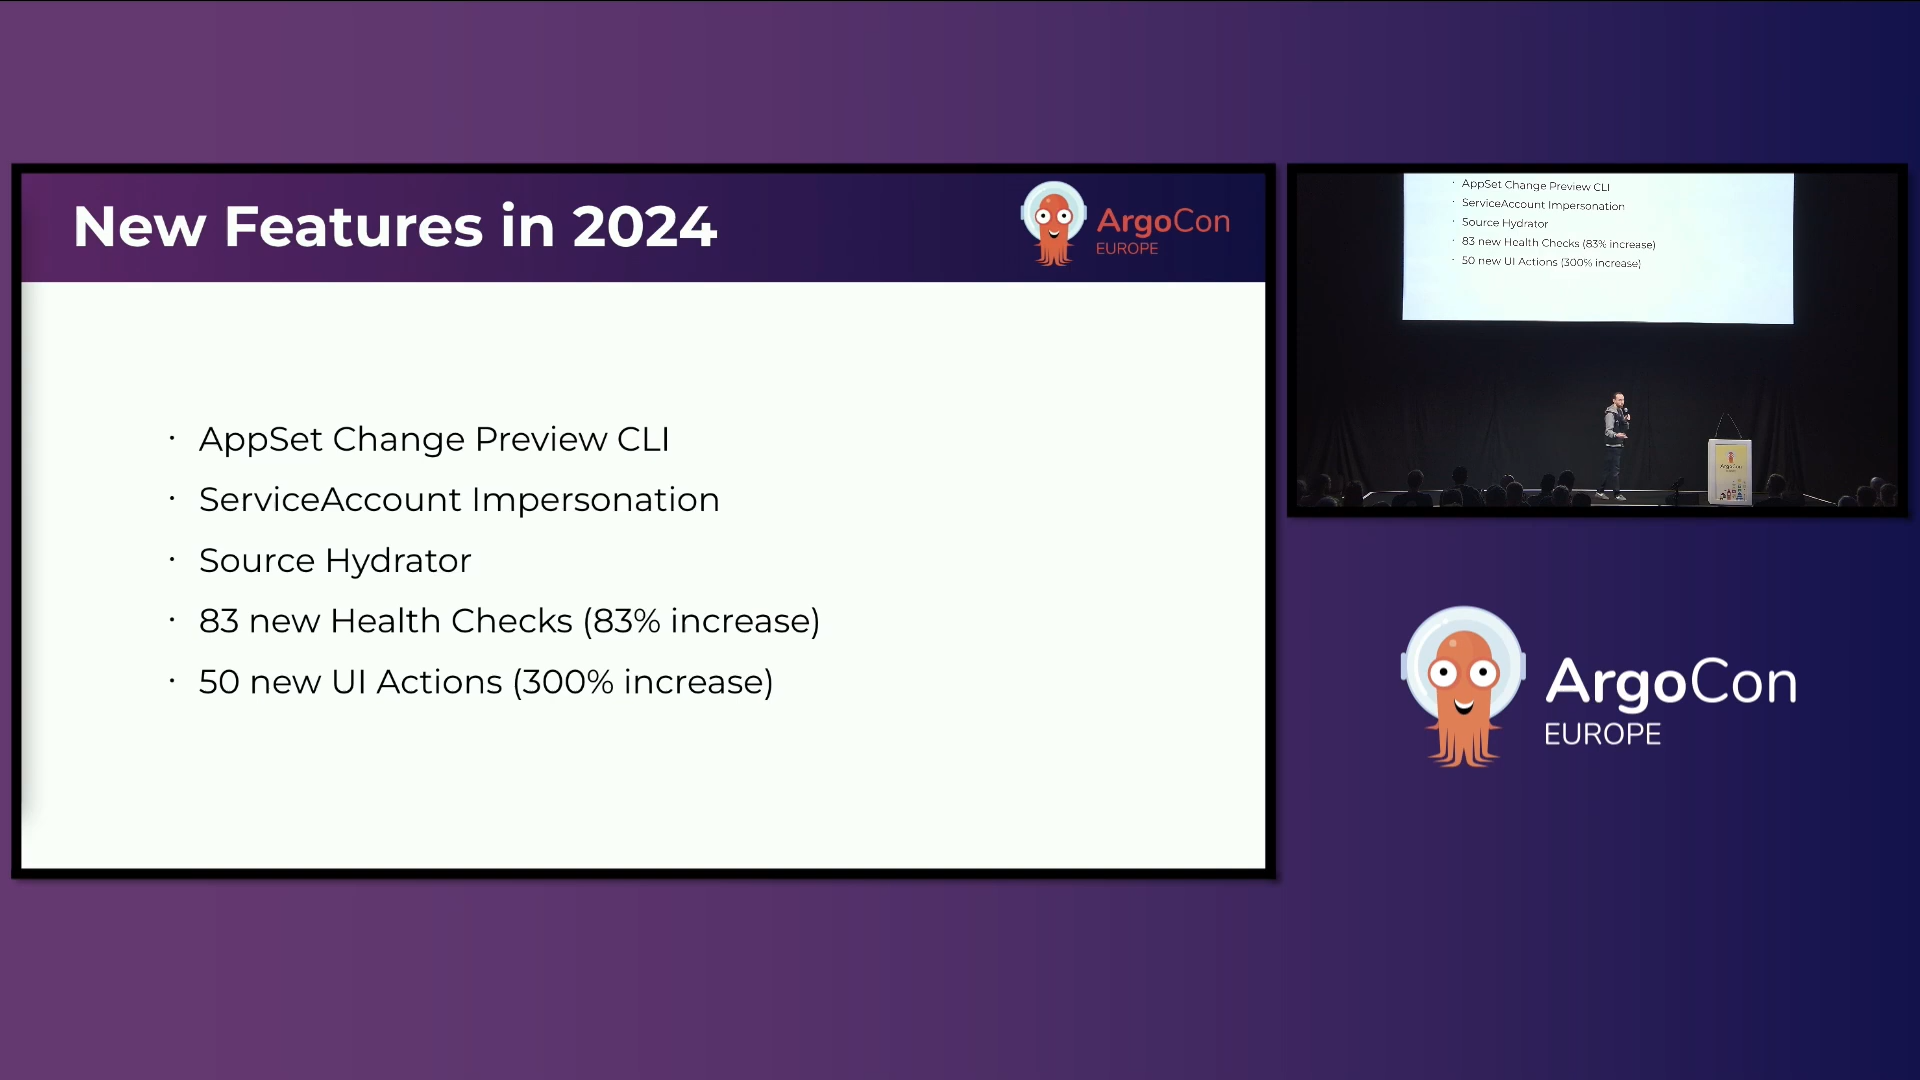 New Features in 2024
ArgoCon
EUROPE
· AppSet Change Preview CLI
· ServiceAccount Impersonation
· Source Hydrator
· 83 new Health Checks (83% increase)
· 50 new UI Actions (300% increase)
· AppSet Change Preview CLI
· ServiceAccount Impersonation
· Source Hydrator
· 83 new Health Checks (83% increase)
· 50 new UI Actions (300% increase)
ArgoCon
ArgoCon
EUROPE